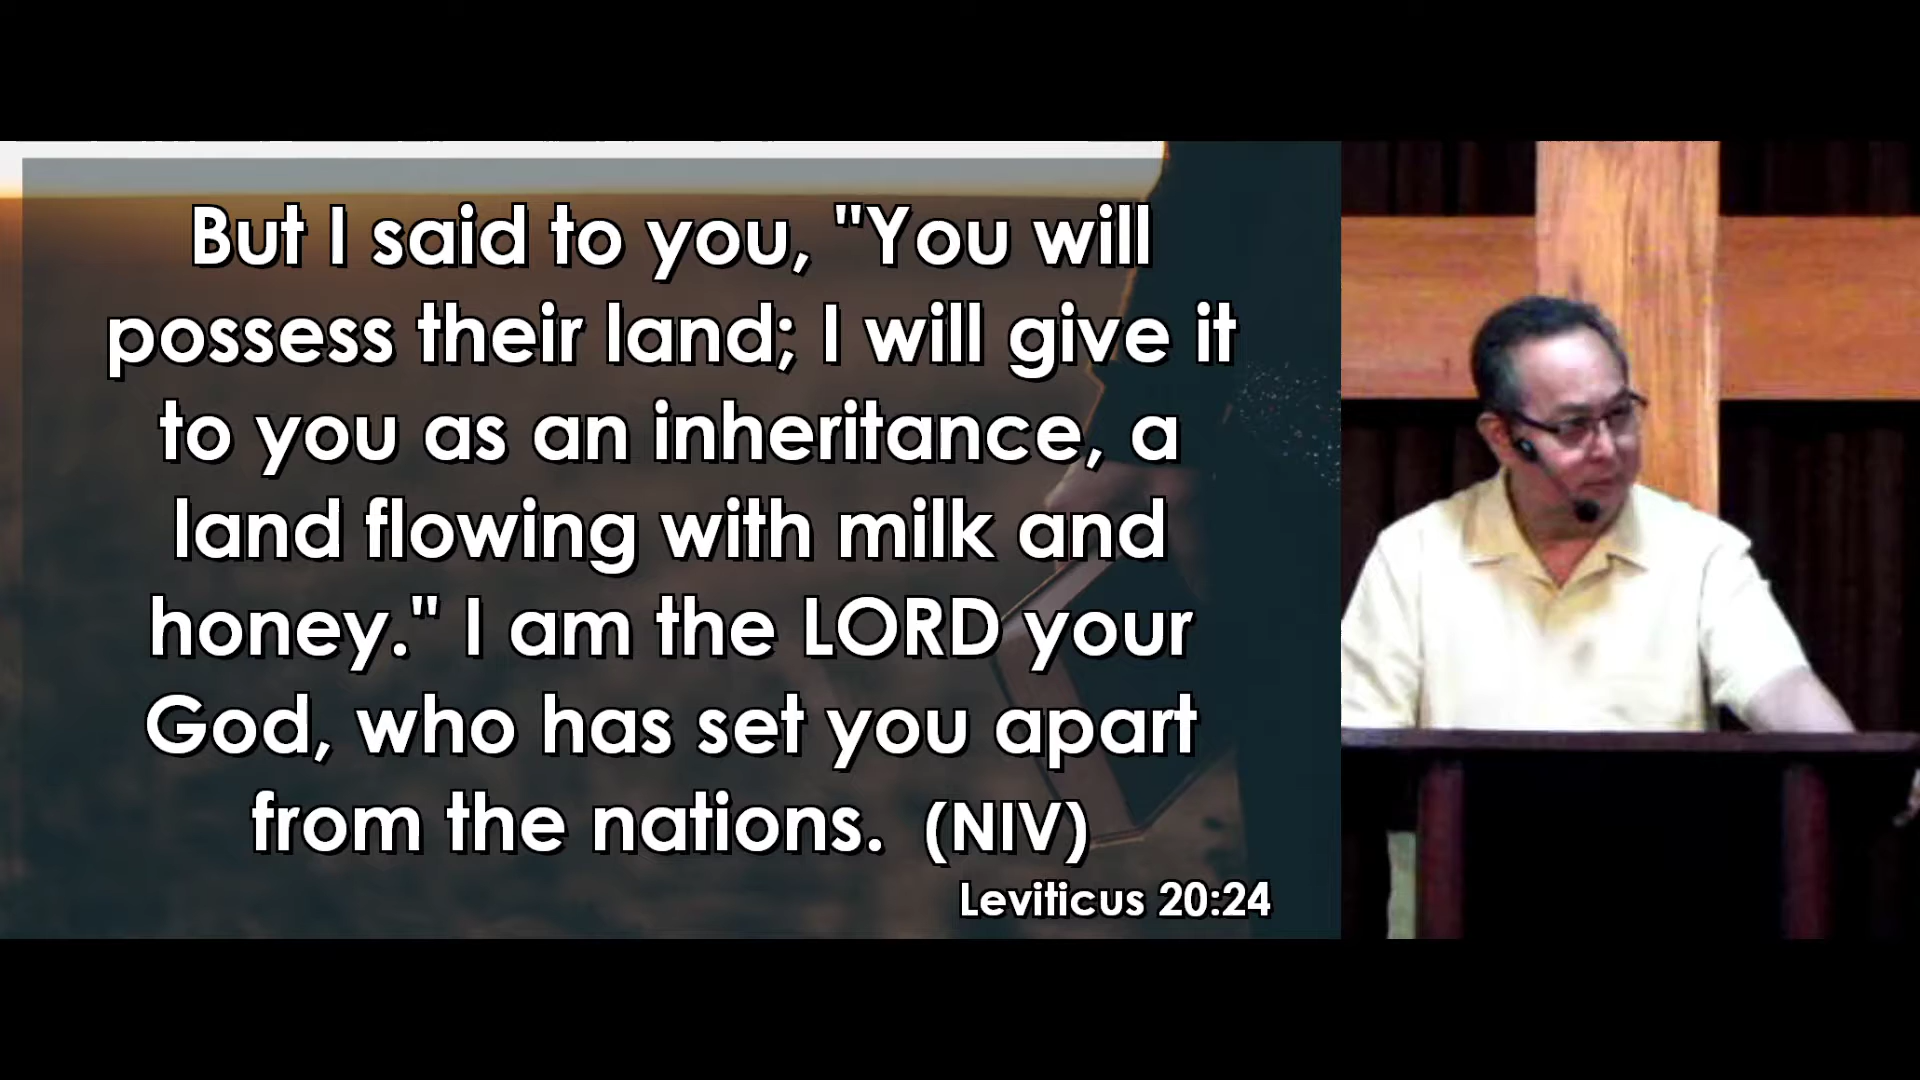 But I said to you, "You will
possess their land; I will give it
to you as an inheritance, a
land flowing with milk and
honey." I am the LORD your
God, who has set you apart
from the nations. (NIV)
Leviticus 20:24